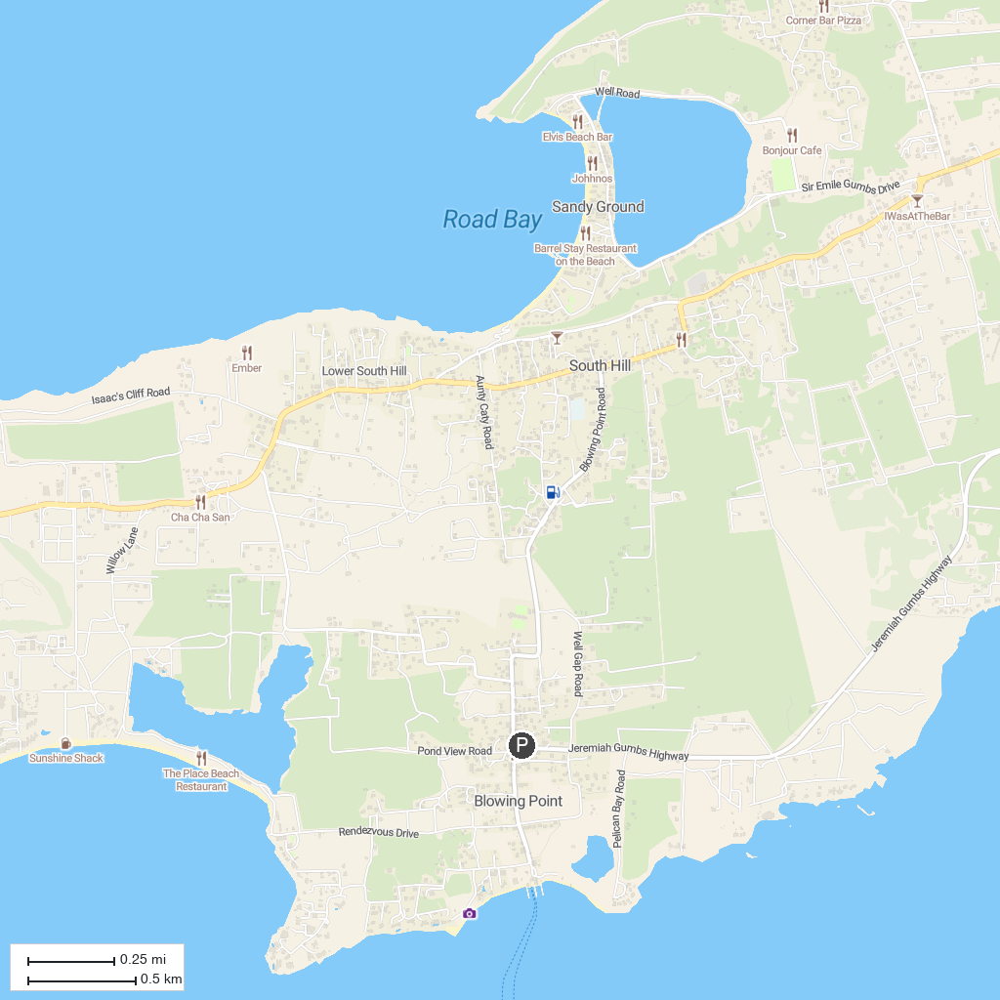 Corner Bar Pizza
Well Road
Elvis Beach Bar
Bonjour Cafe
Johhnos
Sir Emile Gumbs Drive
Sandy Ground
Road Bay
IWasAtTheBar
Barrel Stay Restaurant
on the Beach
Ember
Lower South Hill
South Hill
Isaac's Cliff Road
Aunty Caty Road
Blowing Point Road
Cha Cha San
Willow Lane
Jeremiah Gumbs Highway
Well Gap Road
Sunshine Shack
The Place Beach
Restaurant
Pond View Road
P
Jeremiah Gumbs Highway
Blowing Point
Pelican Bay Road
Rendezvous Drive
0.25 mi
0.5 km